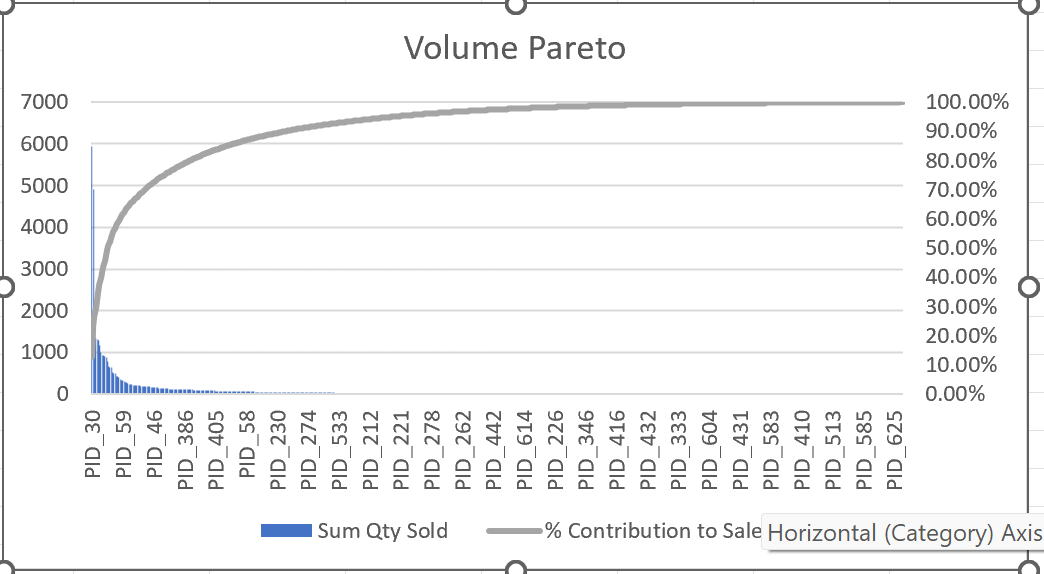 Volume Pareto
7000
6000
5000
4000
3000
2000
1000
0
100.00%
90.00%
80.00%
70.00%
60.00%
50.00%
40.00%
30.00%
20.00%
10.00%
0.00%
PID_30
PID_59
PID_46
PID_386
PID_405
PID_58
PID_230
PID_274
PID_533
PID_212
PID_221
PID_278
PID_262
PID_442
PID_614
PID_226
PID_346
PID_416
PID_432
PID_333
PID_604
PID_431
PID_583
PID_410
PID_513
PID_585
PID_625
Sum Qty Sold
% Contribution to Sale
Horizontal (Category) Axis